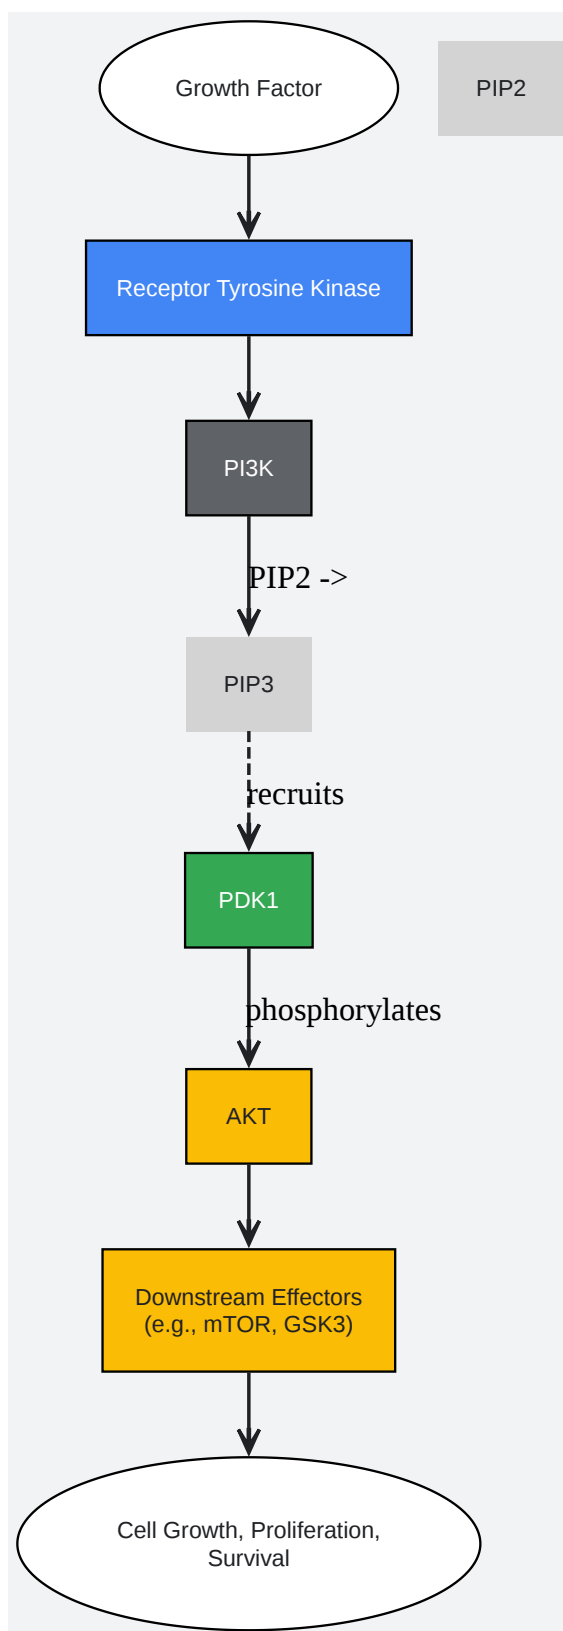 Growth Factor
PIP2
Receptor Tyrosine Kinase
PI3K
PIP2 ->
PIP3
recruits
PDK1
phosphorylates
AKT
Downstream Effectors
(e.g., mTOR, GSK3)
Cell Growth, Proliferation,
Survival